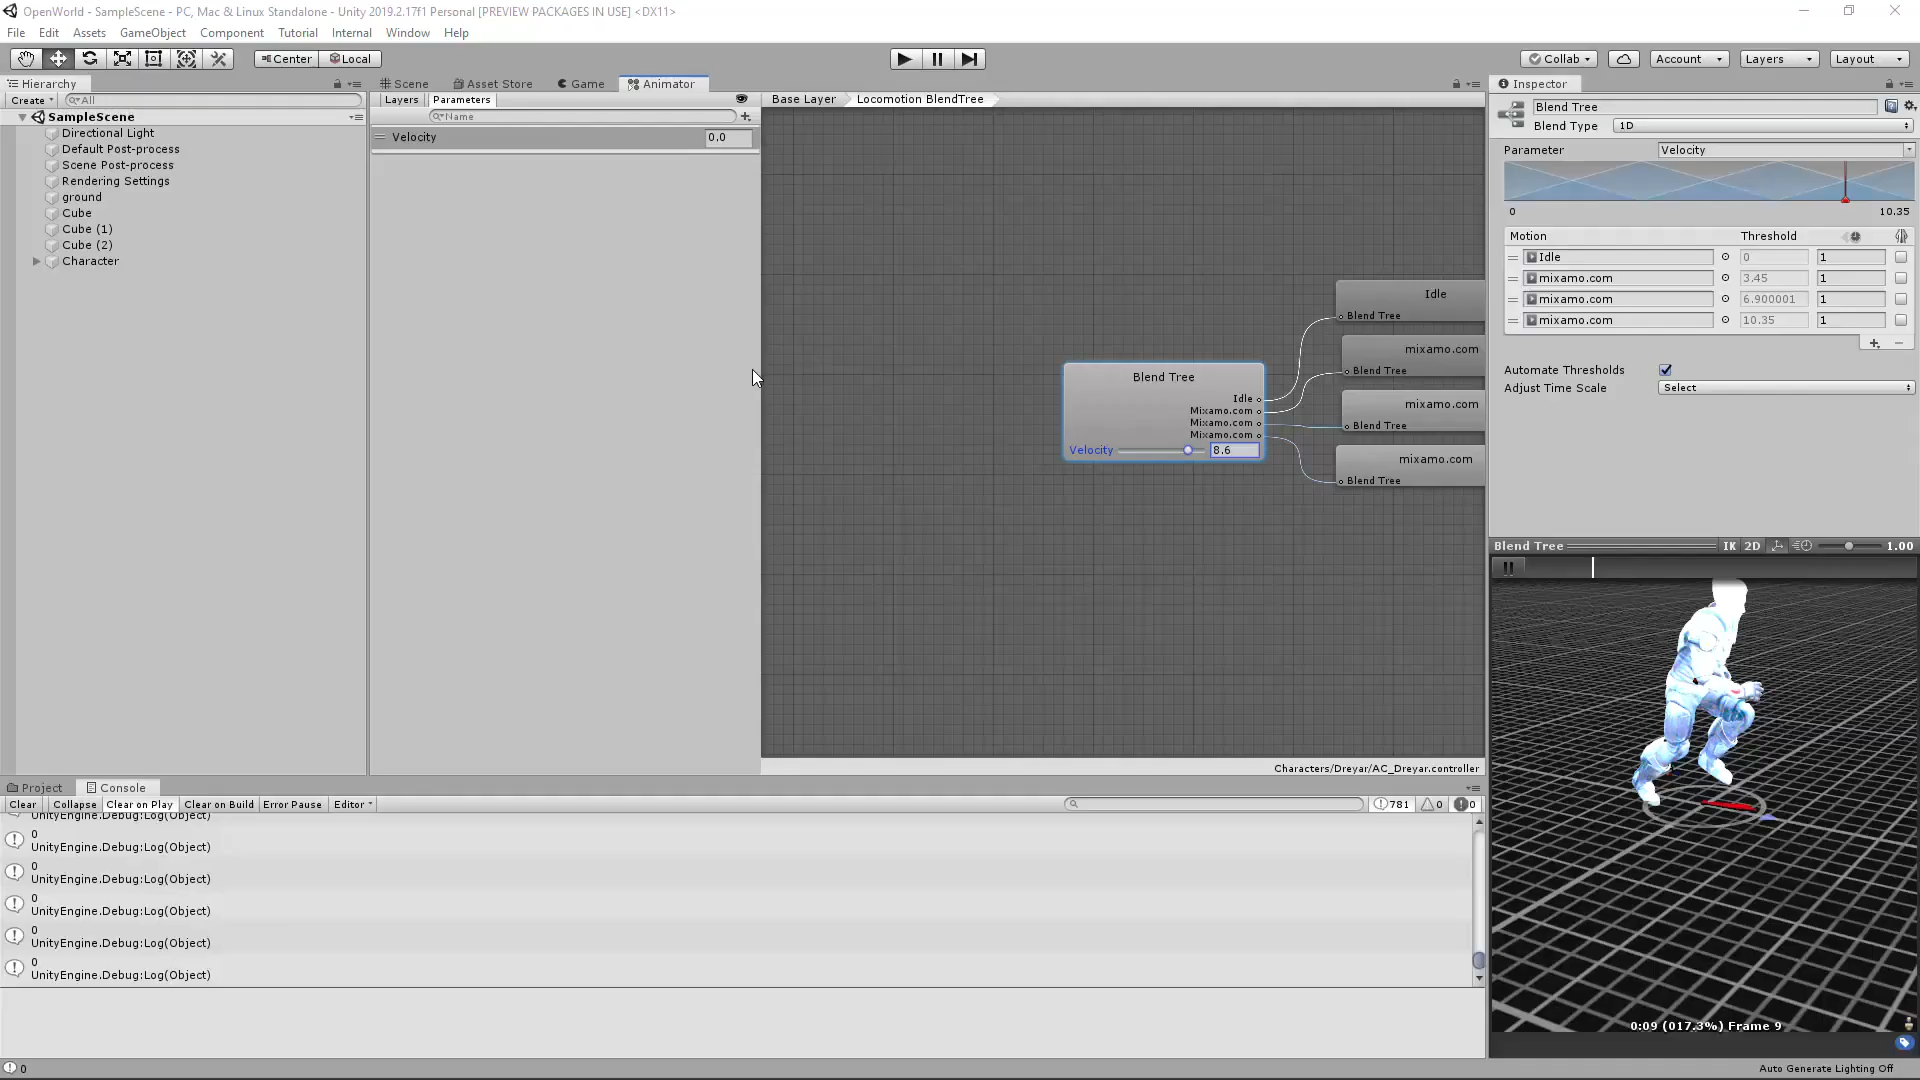 OpenWorld - SampleScene - PC, Mac & Linux Standalone - Unity 2019.2.17f1 Personal [PREVIEW PACKAGES IN USE] <DX11>
File Edit Assets GameObject Component Tutorial Internal Window Help
Center Local Collab Account Layers Layout
Hierarchy
Create All
SampleScene
Directional Light
Default Post-process
Scene Post-process
Rendering Settings
ground
Cube
Cube (1)
Cube (2)
Character
Scene Asset Store Game Animator
Layers Parameters
Name
Velocity 0.0
Base Layer Locomotion BlendTree
Blend Tree
Idle
Mixamo.com
Mixamo.com
Mixamo.com
Velocity 8.6
Idle
Blend Tree
mixamo.com
Blend Tree
mixamo.com
Blend Tree
mixamo.com
Blend Tree
Characters/Dreyar/AC_Dreyar.controller
Inspector
Blend Tree
Blend Type 1D
Parameter Velocity
0 10.35
Motion Threshold
Idle 0 1
mixamo.com 3.45 1
mixamo.com 6.900001 1
mixamo.com 10.35 1
Automate Thresholds
Adjust Time Scale Select
Blend Tree IK 2D 1.00
0:09 (017.3%) Frame 9
Project Console
Clear Collapse Clear on Play Clear on Build Error Pause Editor 781 0 0
UnityEngine.Debug:Log(Object)
0
UnityEngine.Debug:Log(Object)
0
UnityEngine.Debug:Log(Object)
0
UnityEngine.Debug:Log(Object)
0
UnityEngine.Debug:Log(Object)
0
UnityEngine.Debug:Log(Object)
0
Auto Generate Lighting Off